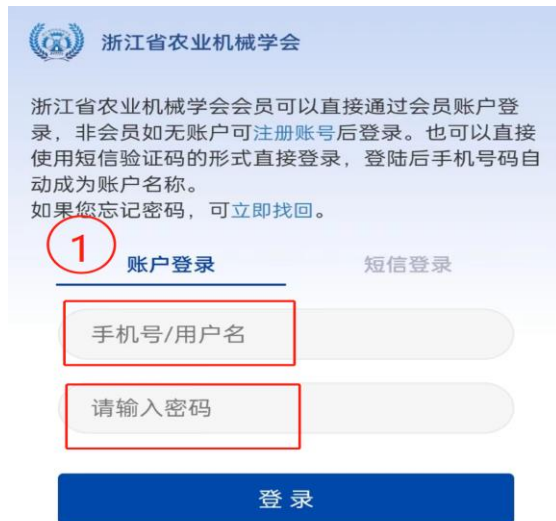 浙江省农业机械学会
浙江省农业机械学会会员可以直接通过会员账户登
录，非会员如无账户可注册账号后登录。也可以直接
使用短信验证码的形式直接登录，登陆后手机号码自
动成为账户名称。
如果您忘记密码，可立即找回。
1
账户登录 短信登录
手机号/用户名
请输入密码
登 录